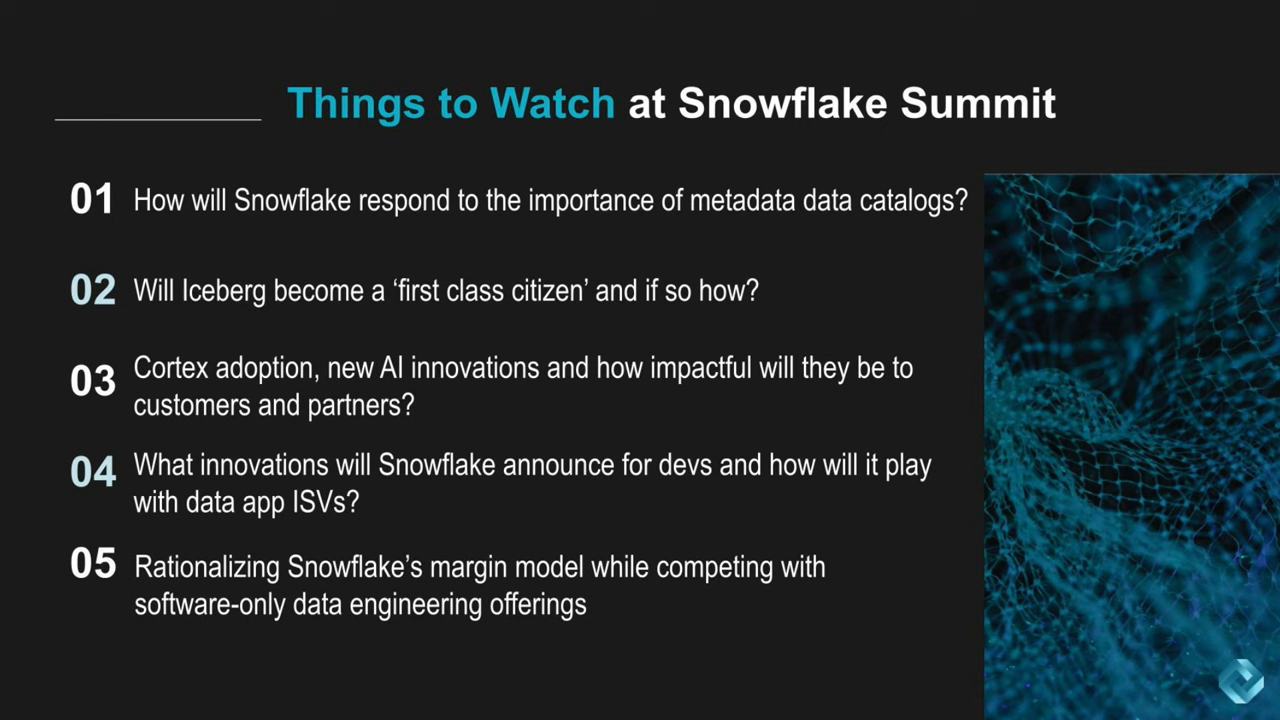 Things to Watch at Snowflake Summit
01 How will Snowflake respond to the importance of metadata data catalogs?
02 Will Iceberg become a ‘first class citizen’ and if so how?
03 Cortex adoption, new AI innovations and how impactful will they be to
customers and partners?
04 What innovations will Snowflake announce for devs and how will it play
with data app ISVs?
05 Rationalizing Snowflake’s margin model while competing with
software-only data engineering offerings